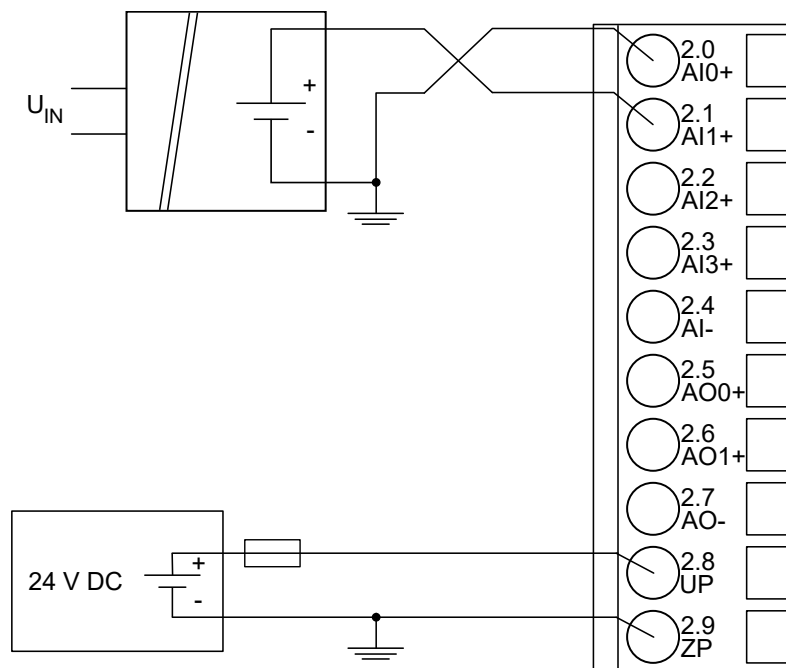 U_IN
+
-
2.0
AI0+
2.1
AI1+
2.2
AI2+
2.3
AI3+
2.4
AI-
2.5
AO0+
2.6
AO1+
2.7
AO-
24 V DC
+
-
2.8
UP
2.9
ZP